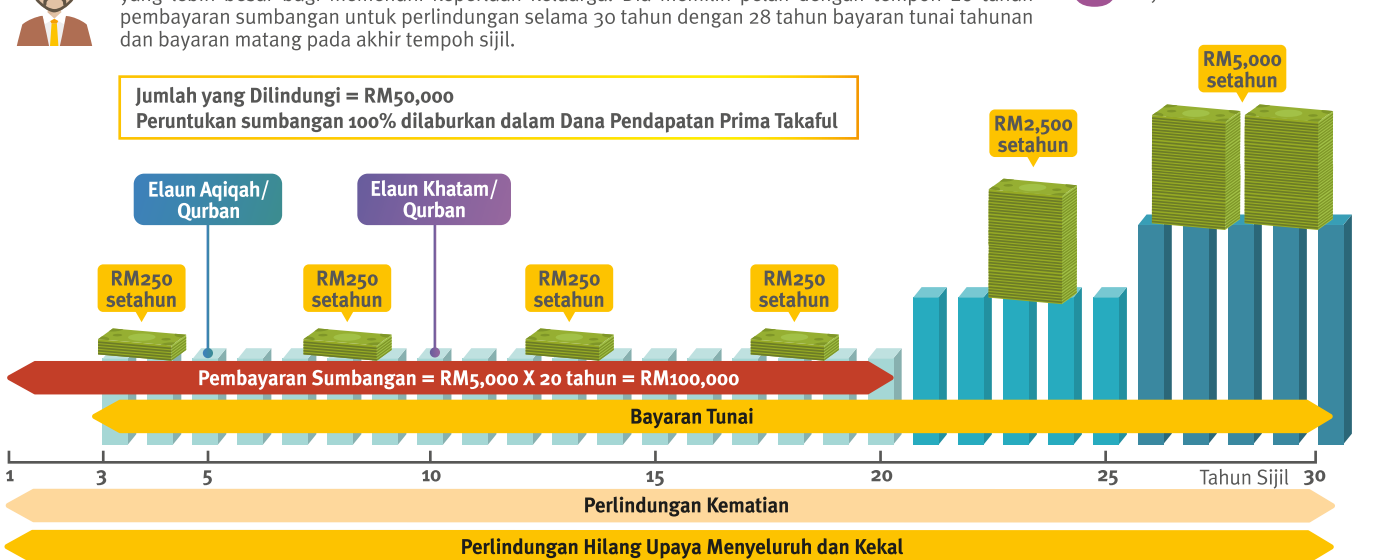 pembayaran sumbangan untuk perlindungan selama 30 tahun dengan 28 tahun bayaran tunai tahunan
dan bayaran matang pada akhir tempoh sijil.
Jumlah yang Dilindungi = RM50,000
Peruntukan sumbangan 100% dilaburkan dalam Dana Pendapatan Prima Takaful
RM5,000
setahun
RM2,500
setahun
Elaun Aqiqah/
Qurban
Elaun Khatam/
Qurban
RM250
setahun
RM250
setahun
RM250
setahun
RM250
setahun
Pembayaran Sumbangan = RM5,000 X 20 tahun = RM100,000
Bayaran Tunai
1 3 5 10 15 20 25 Tahun Sijil 30
Perlindungan Kematian
Perlindungan Hilang Upaya Menyeluruh dan Kekal